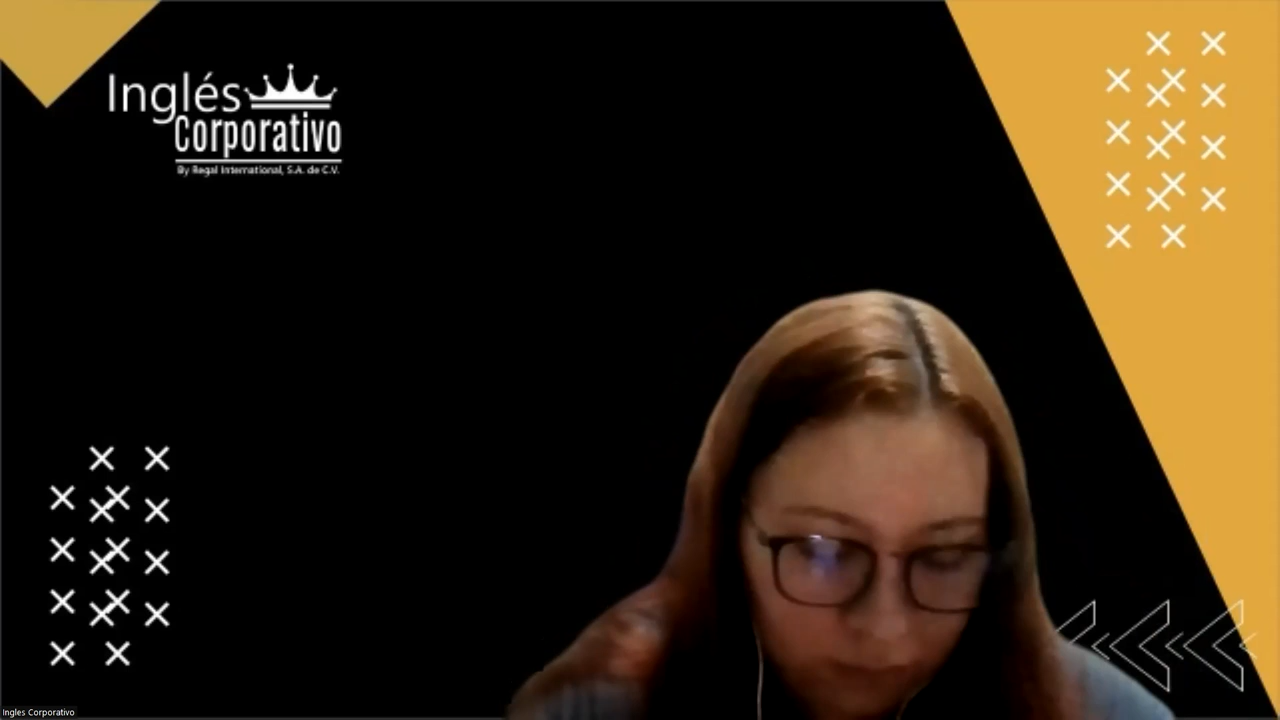 Inglés
Corporativo
By Regal International, S.A. de C.V.
Ingles Corporativo